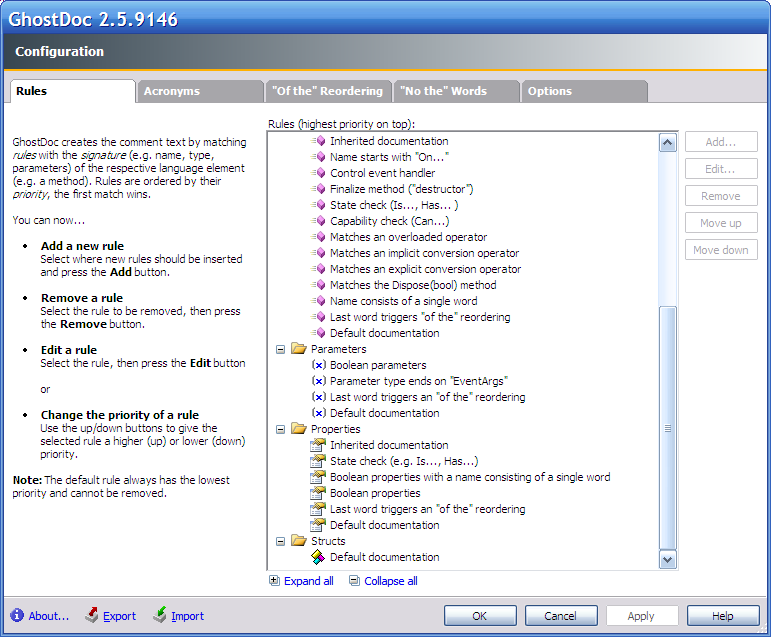 GhostDoc 2.5.9146
Configuration
Rules
Acronyms
"Of the" Reordering
"No the" Words
Options
GhostDoc creates the comment text by matching
rules with the signature (e.g. name, type,
parameters) of the respective language element
(e.g. a method). Rules are ordered by their
priority, the first match wins.
You can now...
• Add a new rule
Select where new rules should be inserted
and press the Add button.
• Remove a rule
Select the rule to be removed, then press
the Remove button.
• Edit a rule
Select the rule, then press the Edit button
or
• Change the priority of a rule
Use the up/down buttons to give the
selected rule a higher (up) or lower (down)
priority.
Note: The default rule always has the lowest
priority and cannot be removed.
Rules (highest priority on top):
Inherited documentation
Name starts with "On..."
Control event handler
Finalize method ("destructor")
State check (Is..., Has... )
Capability check (Can...)
Matches an overloaded operator
Matches an implicit conversion operator
Matches an explicit conversion operator
Matches the Dispose(bool) method
Name consists of a single word
Last word triggers "of the" reordering
Default documentation
Parameters
Boolean parameters
Parameter type ends on "EventArgs"
Last word triggers an "of the" reordering
Default documentation
Properties
Inherited documentation
State check (e.g. Is..., Has...)
Boolean properties with a name consisting of a single word
Boolean properties
Last word triggers an "of the" reordering
Default documentation
Structs
Default documentation
Expand all
Collapse all
Add...
Edit...
Remove
Move up
Move down
About...
Export
Import
OK
Cancel
Apply
Help